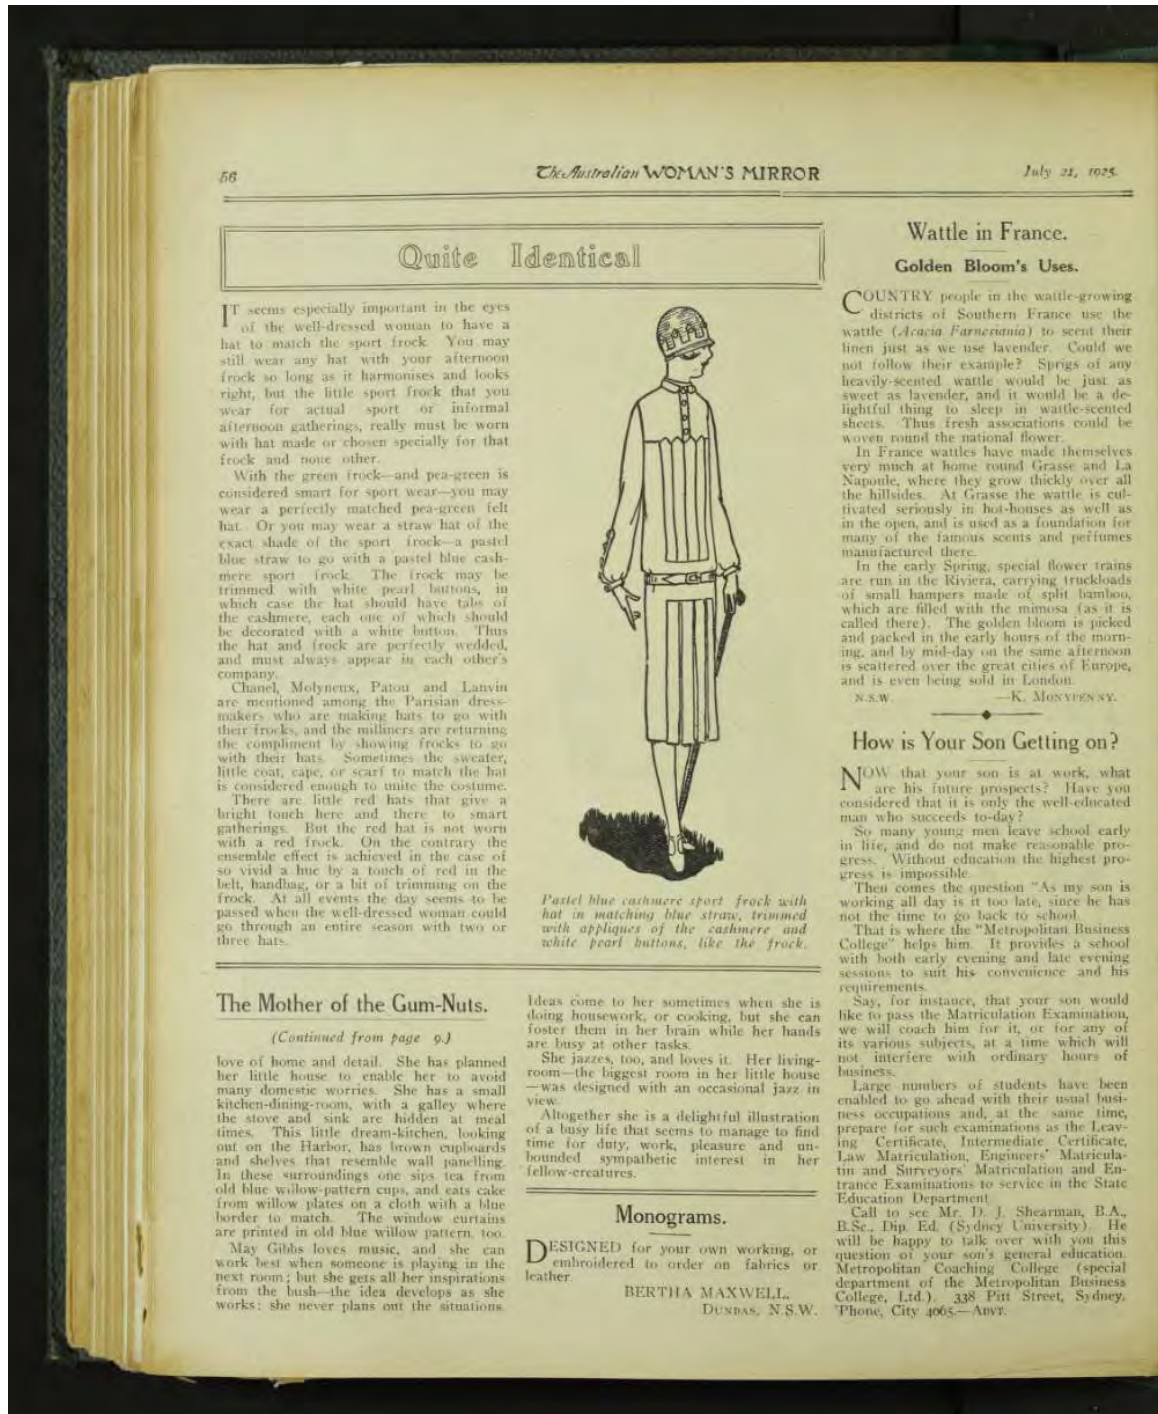 56
The Australian WOMAN'S MIRROR
July 21, 1925.
Quite Identical
IT seems especially important in the eyes
of the well-dressed woman to have a
hat to match the sport frock. You may
still wear any hat with your afternoon
frock so long as it harmonises and looks
right, but the little sport frock that you
wear for actual sport or informal
afternoon gatherings, really must be worn
with hat made or chosen specially for that
frock and none other.
With the green frock—and pea-green is
considered smart for sport wear—you may
wear a perfectly matched pea-green felt
hat. Or you may wear a straw hat of the
exact shade of the sport frock—a pastel
blue straw to go with a pastel blue cash-
mere sport frock. The frock may be
trimmed with white pearl buttons, in
which case the hat should have tabs of
the cashmere, each one of which should
be decorated with a white button. Thus
the hat and frock are perfectly wedded,
and must always appear in each other's
company.
Chanel, Molyneux, Patou and Lanvin
are mentioned among the Parisian dress-
makers who are making hats to go with
their frocks, and the milliners are returning
the compliment by showing frocks to go
with their hats. Sometimes the sweater,
little coat, cape, or scarf to match the hat
is considered enough to unite the costume.
There are little red hats that give a
bright touch here and there to smart
gatherings. But the red hat is not worn
with a red frock. On the contrary the
ensemble effect is achieved in the case of
so vivid a hue by a touch of red in the
belt, handbag, or a bit of trimming on the
frock. At all events the day seems to be
passed when the well-dressed woman could
go through an entire season with two or
three hats.
Pastel blue cashmere sport frock with
hat in matching blue straw, trimmed
with appliques of the cashmere and
white pearl buttons, like the frock.
The Mother of the Gum-Nuts.
(Continued from page 9.)
love of home and detail. She has planned
her little house to enable her to avoid
many domestic worries. She has a small
kitchen-dining-room, with a galley where
the stove and sink are hidden at meal
times. This little dream-kitchen, looking
out on the Harbor, has brown cupboards
and shelves that resemble wall panelling.
In these surroundings one sips tea from
old blue willow-pattern cups, and eats cake
from willow plates on a cloth with a blue
border to match. The window curtains
are printed in old blue willow pattern, too.
May Gibbs loves music, and she can
work best when someone is playing in the
next room; but she gets all her inspirations
from the bush—the idea develops as she
works; she never plans out the situations.
Ideas come to her sometimes when she is
doing housework, or cooking, but she can
foster them in her brain while her hands
are busy at other tasks.
She jazzes, too, and loves it. Her living-
room—the biggest room in her little house
—was designed with an occasional jazz in
view.
Altogether she is a delightful illustration
of a busy life that seems to manage to find
time for duty, work, pleasure and un-
bounded sympathetic interest in her
fellow-creatures.
Monograms.
DESIGNED for your own working, or
embroidered to order on fabrics or
leather.
BERTHA MAXWELL,
DUNDAS, N.S.W.
Wattle in France.
Golden Bloom's Uses.
COUNTRY people in the wattle-growing
districts of Southern France use the
wattle (Acacia Farnesiania) to scent their
linen just as we use lavender. Could we
not follow their example? Sprigs of any
heavily-scented wattle would be just as
sweet as lavender, and it would be a de-
lightful thing to sleep in wattle-scented
sheets. Thus fresh associations could be
woven round the national flower.
In France wattles have made themselves
very much at home round Grasse and La
Napoule, where they grow thickly over all
the hillsides. At Grasse the wattle is cul-
tivated seriously in hot-houses as well as
in the open, and is used as a foundation for
many of the famous scents and perfumes
manufactured there.
In the early Spring, special flower trains
are run in the Riviera, carrying truckloads
of small hampers made of split bamboo,
which are filled with the mimosa (as it is
called there). The golden bloom is picked
and packed in the early hours of the morn-
ing, and by mid-day on the same afternoon
is scattered over the great cities of Europe,
and is even being sold in London.
N.S.W. —K. MONYPENNY.
How is Your Son Getting on?
NOW that your son is at work, what
are his future prospects? Have you
considered that it is only the well-educated
man who succeeds to-day?
So many young men leave school early
in life, and do not make reasonable pro-
gress. Without education the highest pro-
gress is impossible.
Then comes the question "As my son is
working all day is it too late, since he has
not the time to go back to school.
That is where the "Metropolitan Business
College" helps him. It provides a school
with both early evening and late evening
sessions to suit his convenience and his
requirements.
Say, for instance, that your son would
like to pass the Matriculation Examination,
we will coach him for it, or for any of
its various subjects, at a time which will
not interfere with ordinary hours of
business.
Large numbers of students have been
enabled to go ahead with their usual busi-
ness occupations and, at the same time,
prepare for such examinations as the Leav-
ing Certificate, Intermediate Certificate,
Law Matriculation, Engineers' Matricula-
tin and Surveyors' Matriculation and En-
trance Examinations to service in the State
Education Department.
Call to see Mr. D. J. Shearman, B.A.,
B.Sc., Dip. Ed. (Sydney University). He
will be happy to talk over with you this
question of your son's general education.
Metropolitan Coaching College (special
department of the Metropolitan Business
College, Ltd.). 338 Pitt Street, Sydney.
'Phone, City 4065.—ADVT.